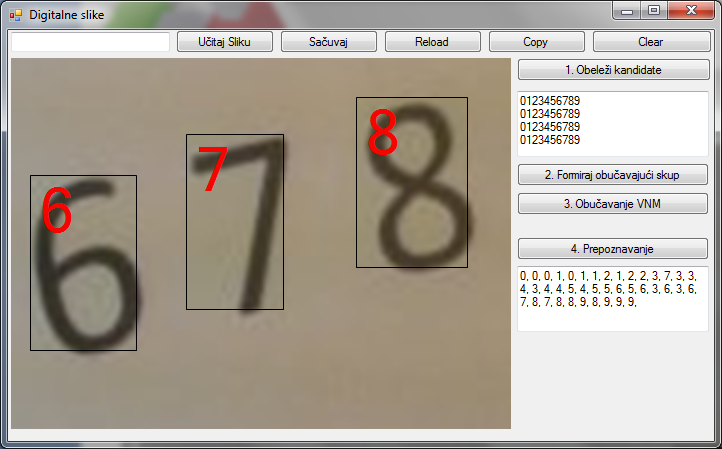 Digitalne slike
Učitaj Sliku
Sačuvaj
Reload
Copy
Clear
1. Obeleži kandidate
0123456789
0123456789
0123456789
0123456789
2. Formiraj obučavajući skup
3. Obučavanje VNM
4. Prepoznavanje
0, 0, 0, 1, 0, 1, 1, 2, 1, 2, 2, 3, 7, 3, 3,
4, 3, 4, 4, 5, 4, 5, 5, 6, 5, 6, 3, 6, 3, 6,
7, 8, 7, 8, 8, 9, 8, 9, 9, 9,
6 7 8
6 7 8